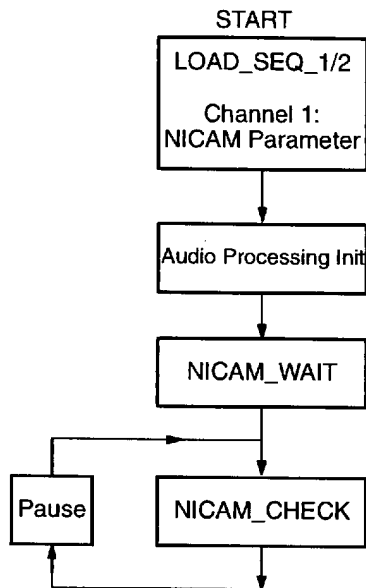 START
LOAD_SEQ_1/2
Channel 1:
NICAM Parameter
Audio Processing Init
NICAM_WAIT
Pause
NICAM_CHECK